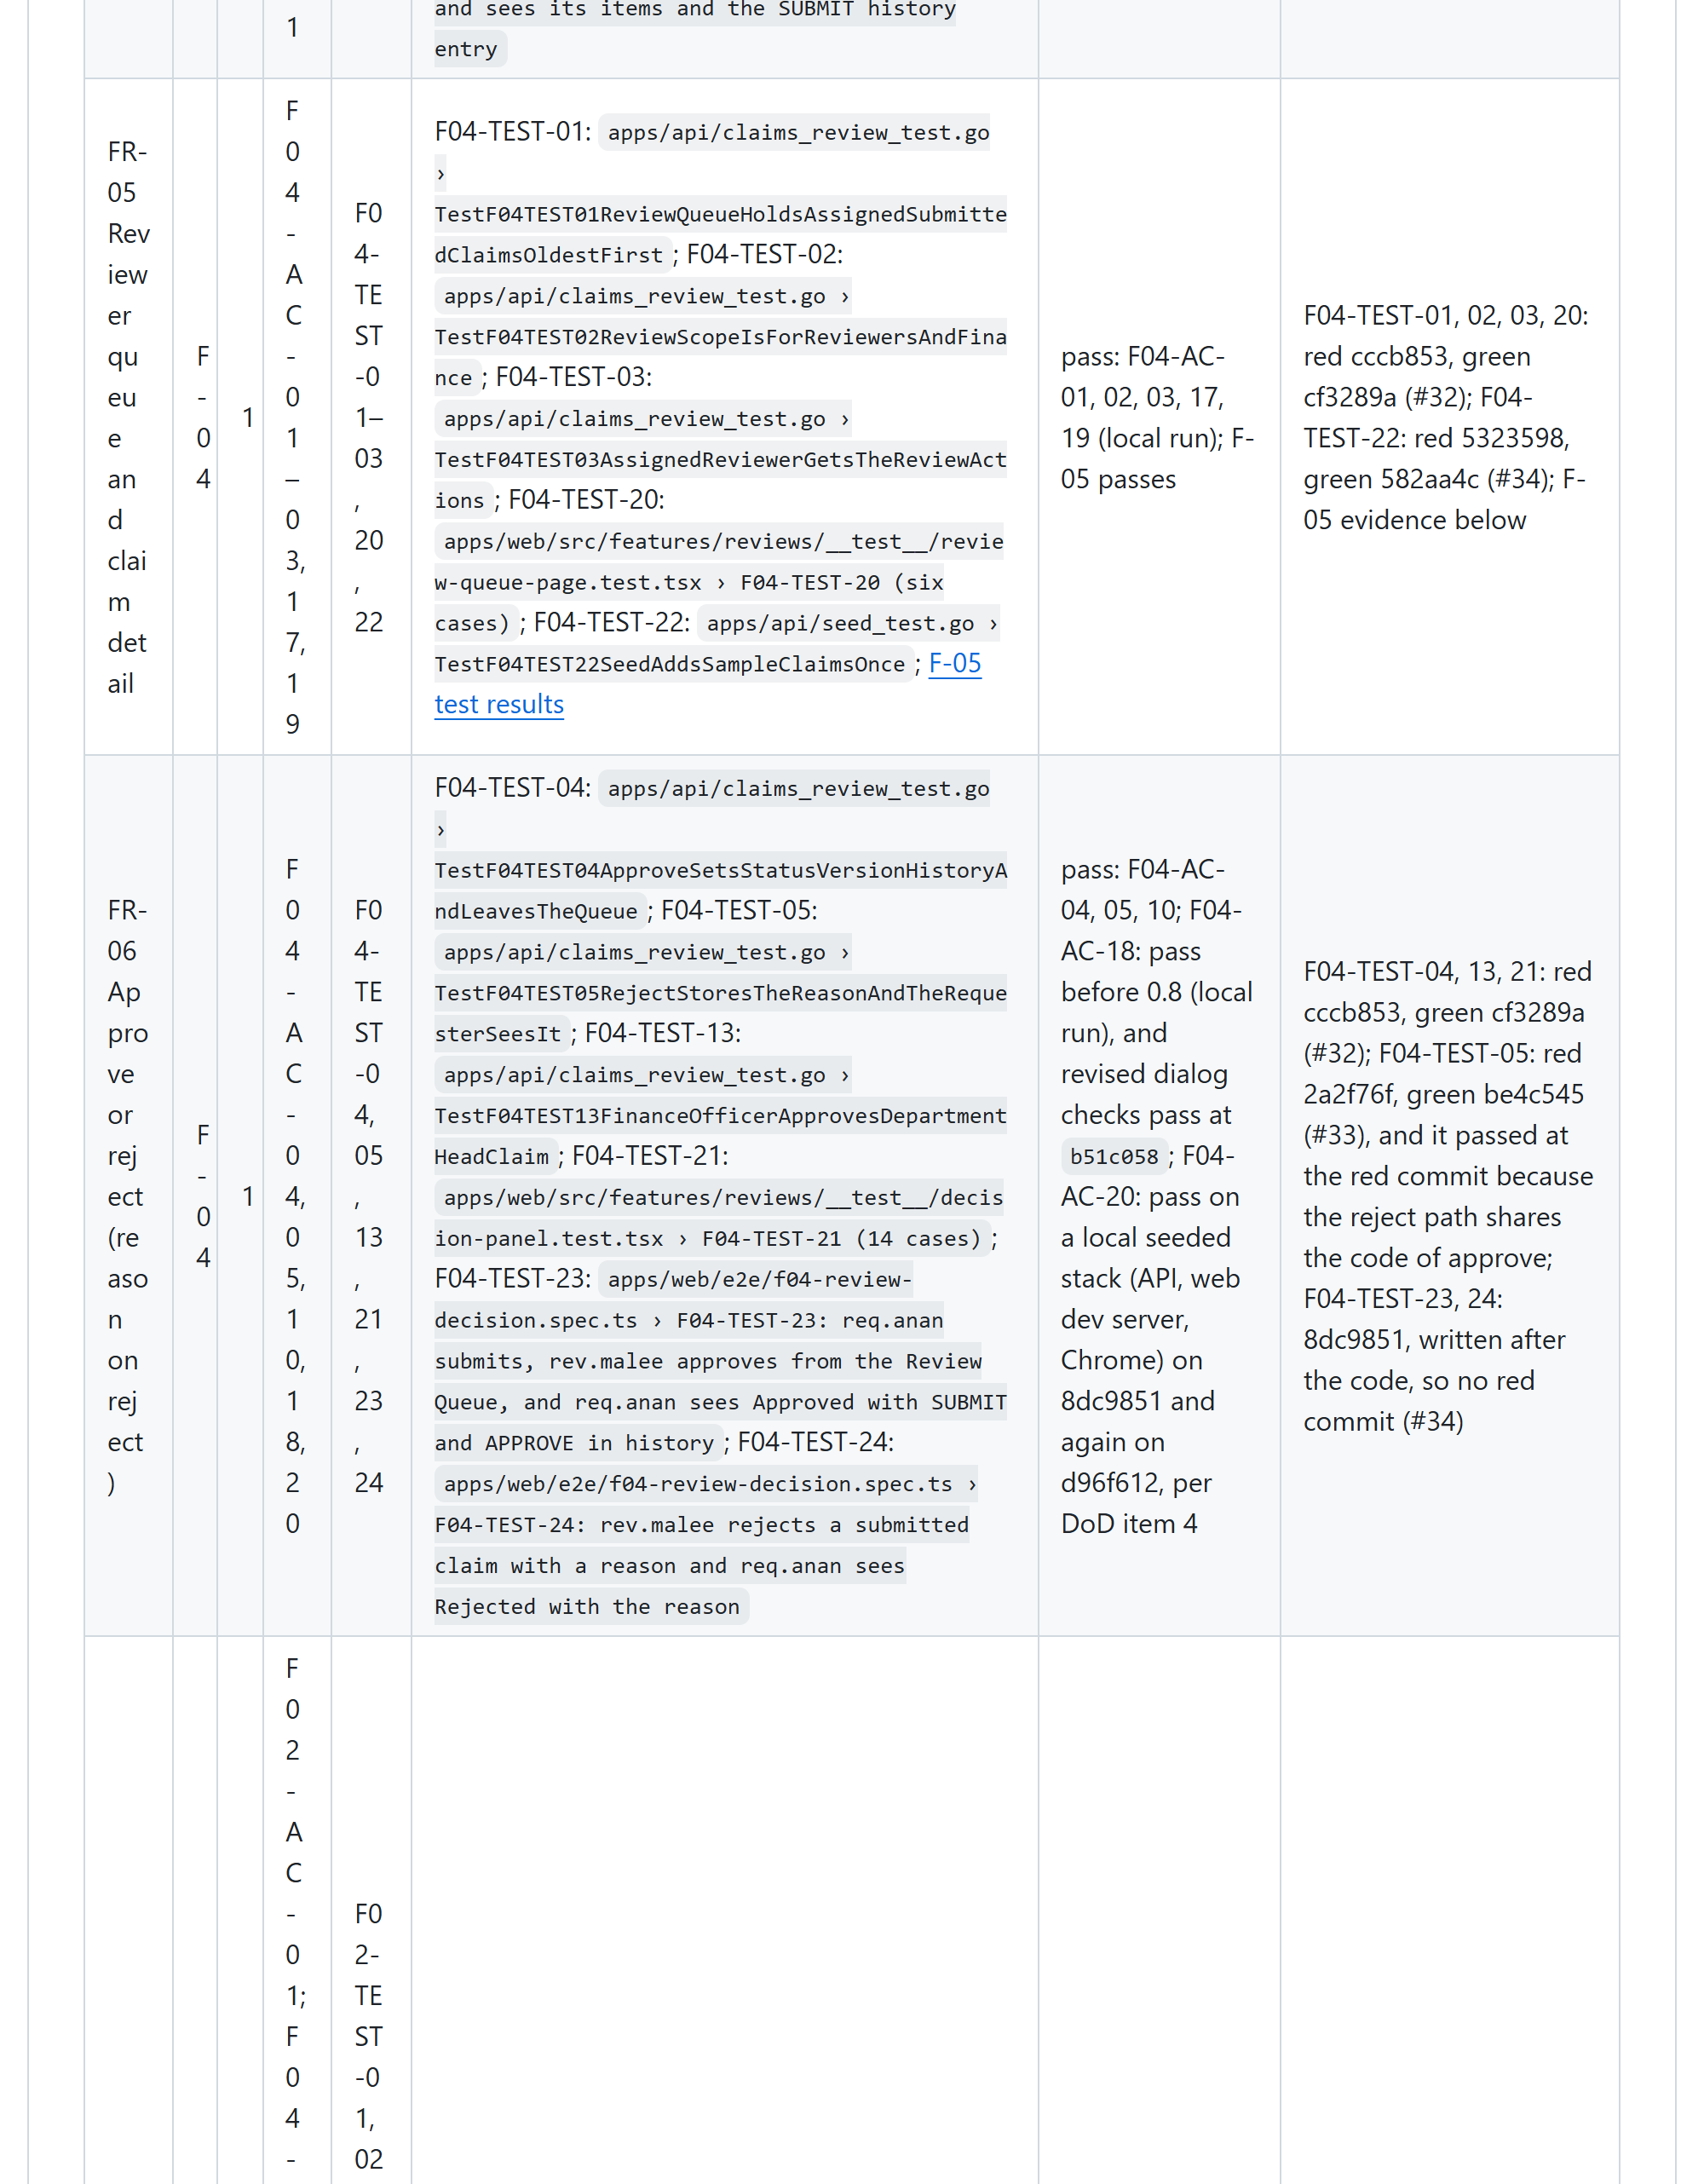 1
and sees its items and the SUBMIT history
entry
FR-
05
Rev
iew
er
qu
eu
e
an
d
clai
m
det
ail
F
-
0
4
1
F
0
4
-
A
C
-
0
1
–
0
3,
1
7,
1
9
F0
4-
TE
ST
-0
1–
03
,
20
,
22
F04-TEST-01: apps/api/claims_review_test.go
›
TestF04TEST01ReviewQueueHoldsAssignedSubmitte
dClaimsOldestFirst ; F04-TEST-02:
apps/api/claims_review_test.go ›
TestF04TEST02ReviewScopeIsForReviewersAndFina
nce ; F04-TEST-03:
apps/api/claims_review_test.go ›
TestF04TEST03AssignedReviewerGetsTheReviewAct
ions ; F04-TEST-20:
apps/web/src/features/reviews/__test__/revie
w-queue-page.test.tsx › F04-TEST-20 (six
cases) ; F04-TEST-22: apps/api/seed_test.go ›
TestF04TEST22SeedAddsSampleClaimsOnce ; F-05
test results
pass: F04-AC-
01, 02, 03, 17,
19 (local run); F-
05 passes
F04-TEST-01, 02, 03, 20:
red cccb853, green
cf3289a (#32); F04-
TEST-22: red 5323598,
green 582aa4c (#34); F-
05 evidence below
FR-
06
Ap
pro
ve
or
rej
ect
(re
aso
n
on
rej
ect
)
F
-
0
4
1
F
0
4
-
A
C
-
0
4,
0
5,
1
0,
1
8,
2
0
F0
4-
TE
ST
-0
4,
05
,
13
,
21
,
23
,
24
F04-TEST-04: apps/api/claims_review_test.go
›
TestF04TEST04ApproveSetsStatusVersionHistoryA
ndLeavesTheQueue ; F04-TEST-05:
apps/api/claims_review_test.go ›
TestF04TEST05RejectStoresTheReasonAndTheReque
sterSeesIt ; F04-TEST-13:
apps/api/claims_review_test.go ›
TestF04TEST13FinanceOfficerApprovesDepartment
HeadClaim ; F04-TEST-21:
apps/web/src/features/reviews/__test__/decis
ion-panel.test.tsx › F04-TEST-21 (14 cases) ;
F04-TEST-23: apps/web/e2e/f04-review-
decision.spec.ts › F04-TEST-23: req.anan
submits, rev.malee approves from the Review
Queue, and req.anan sees Approved with SUBMIT
and APPROVE in history ; F04-TEST-24:
apps/web/e2e/f04-review-decision.spec.ts ›
F04-TEST-24: rev.malee rejects a submitted
claim with a reason and req.anan sees
Rejected with the reason
pass: F04-AC-
04, 05, 10; F04-
AC-18: pass
before 0.8 (local
run), and
revised dialog
checks pass at
b51c058 ; F04-
AC-20: pass on
a local seeded
stack (API, web
dev server,
Chrome) on
8dc9851 and
again on
d96f612, per
DoD item 4
F04-TEST-04, 13, 21: red
cccb853, green cf3289a
(#32); F04-TEST-05: red
2a2f76f, green be4c545
(#33), and it passed at
the red commit because
the reject path shares
the code of approve;
F04-TEST-23, 24:
8dc9851, written after
the code, so no red
commit (#34)
F
0
2
-
A
C
-
0
1;
F
0
4
-
F0
2-
TE
ST
-0
1,
02